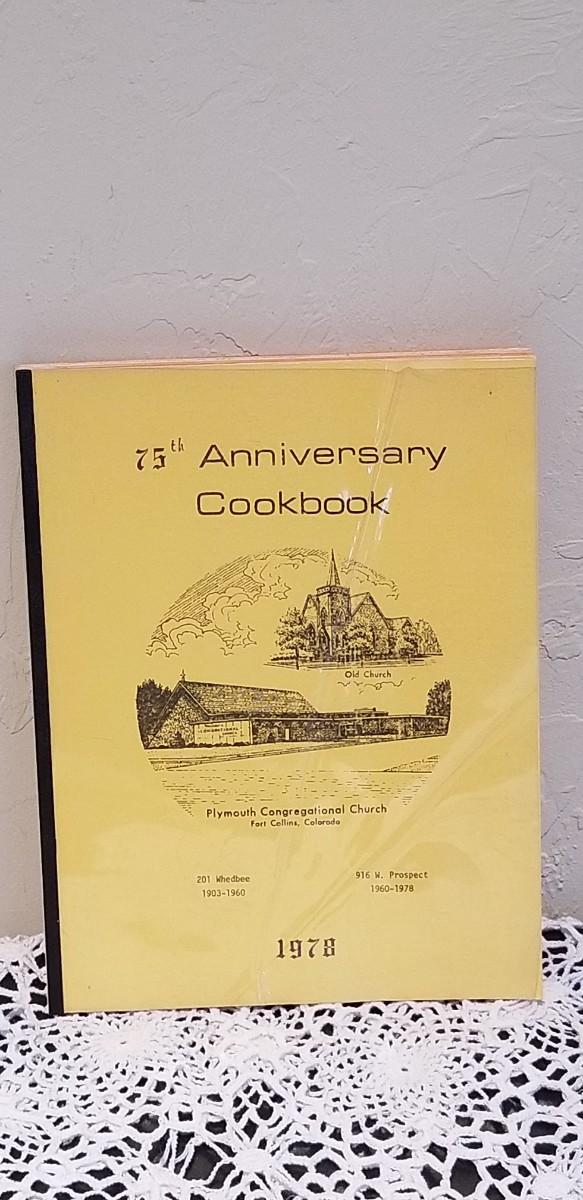 75th Anniversary
Cookbook
Old Church
Plymouth Congregational Church
Fort Collins, Colorado
201 Whedbee
1903-1960
916 W. Prospect
1960-1978
1978